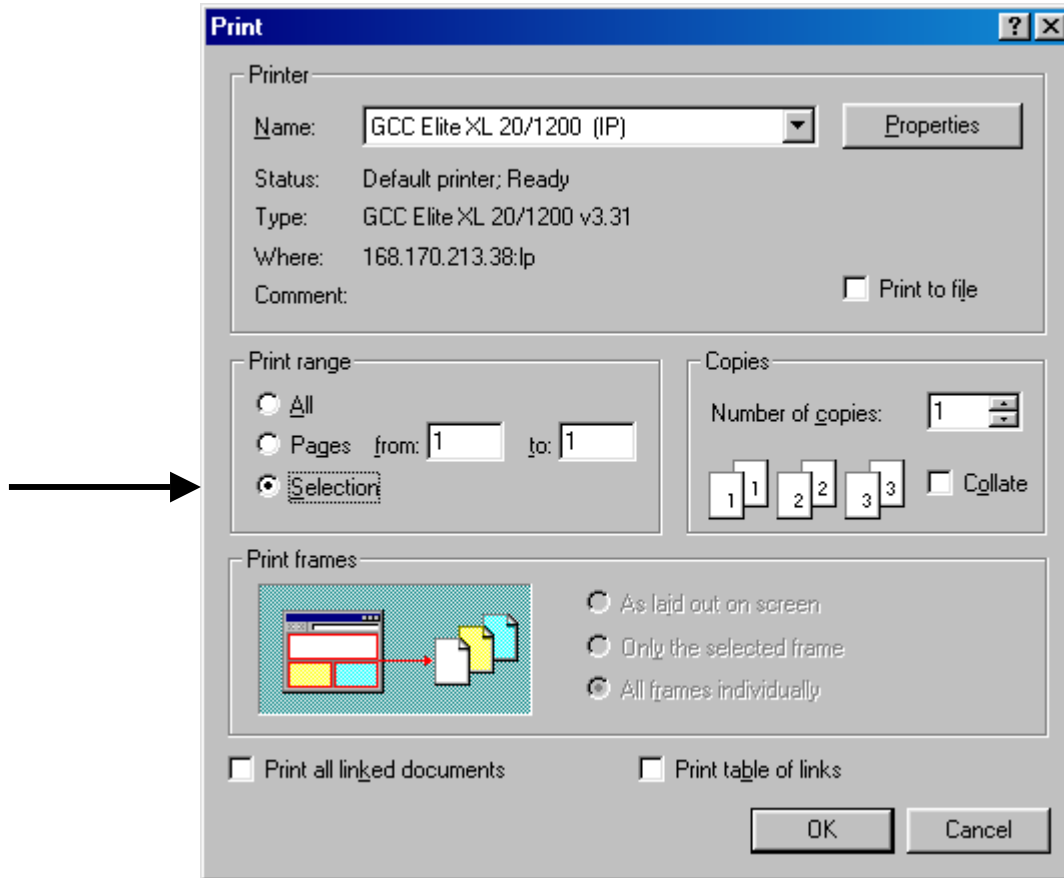 Print
Printer
Name: GCC Elite XL 20/1200 (IP) Properties
Status: Default printer; Ready
Type: GCC Elite XL 20/1200 v3.31
Where: 168.170.213.38:lp
Comment:
Print to file
Print range
All
Pages from: 1 to: 1
Selection
Copies
Number of copies: 1
1 1 2 2 3 3 Collate
Print frames
As laid out on screen
Only the selected frame
All frames individually
Print all linked documents Print table of links
OK Cancel